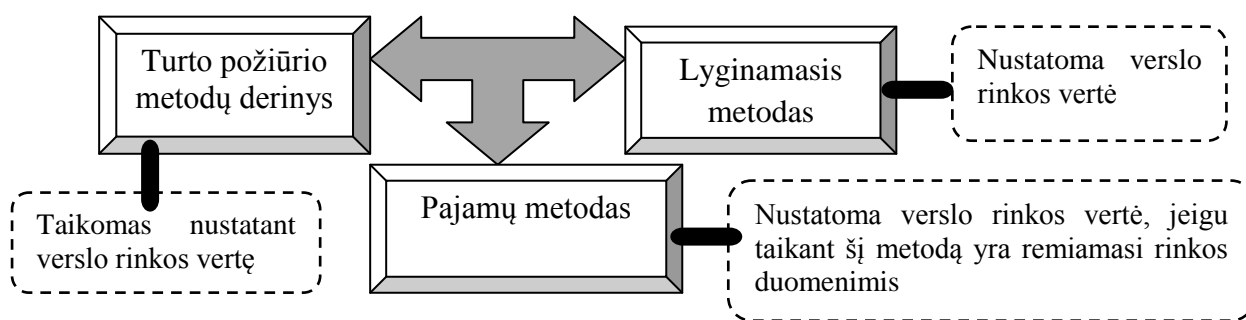 Turto požiūrio
metodų derinys
Lyginamasis
metodas
Nustatoma verslo
rinkos vertė
Taikomas nustatant
verslo rinkos vertę
Pajamų metodas
Nustatoma verslo rinkos vertė, jeigu
taikant šį metodą yra remiamasi rinkos
duomenimis